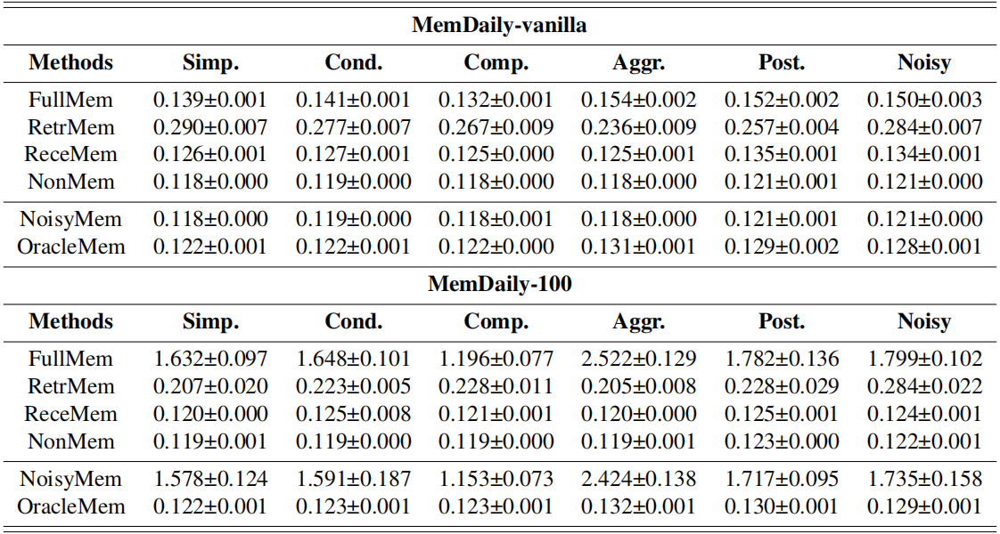 MemDaily-vanilla
Methods Simp. Cond. Comp. Aggr. Post. Noisy
FullMem 0.139±0.001 0.141±0.001 0.132±0.001 0.154±0.002 0.152±0.002 0.150±0.003
RetrMem 0.290±0.007 0.277±0.007 0.267±0.009 0.236±0.009 0.257±0.004 0.284±0.007
ReceMem 0.126±0.001 0.127±0.001 0.125±0.000 0.125±0.001 0.135±0.001 0.134±0.001
NonMem 0.118±0.000 0.119±0.000 0.118±0.000 0.118±0.000 0.121±0.001 0.121±0.000
NoisyMem 0.118±0.000 0.119±0.000 0.118±0.001 0.118±0.000 0.121±0.001 0.121±0.000
OracleMem 0.122±0.001 0.122±0.001 0.122±0.000 0.131±0.001 0.129±0.002 0.128±0.001
MemDaily-100
Methods Simp. Cond. Comp. Aggr. Post. Noisy
FullMem 1.632±0.097 1.648±0.101 1.196±0.077 2.522±0.129 1.782±0.136 1.799±0.102
RetrMem 0.207±0.020 0.223±0.005 0.228±0.011 0.205±0.008 0.228±0.029 0.284±0.022
ReceMem 0.120±0.000 0.125±0.008 0.121±0.001 0.120±0.000 0.125±0.001 0.124±0.001
NonMem 0.119±0.001 0.119±0.000 0.119±0.000 0.119±0.001 0.123±0.000 0.122±0.001
NoisyMem 1.578±0.124 1.591±0.187 1.153±0.073 2.424±0.138 1.717±0.095 1.735±0.158
OracleMem 0.122±0.001 0.123±0.001 0.123±0.001 0.132±0.001 0.130±0.001 0.129±0.001